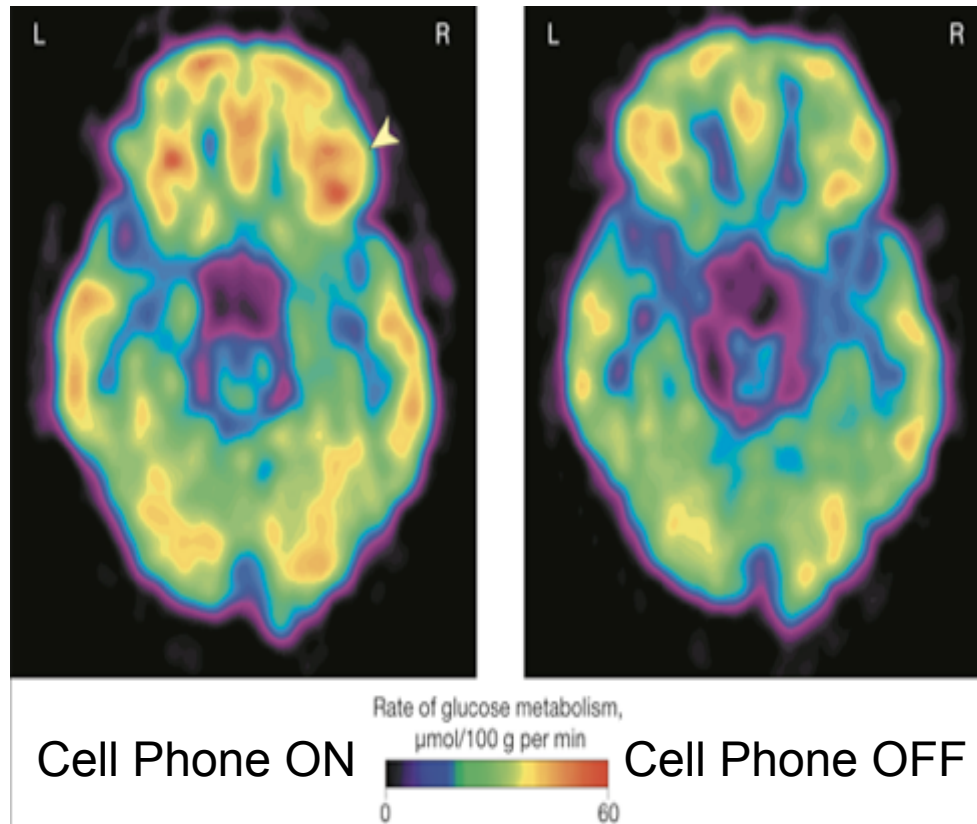 L
R
L
R
Rate of glucose metabolism,
µmol/100 g per min
Cell Phone ON
Cell Phone OFF
0
60